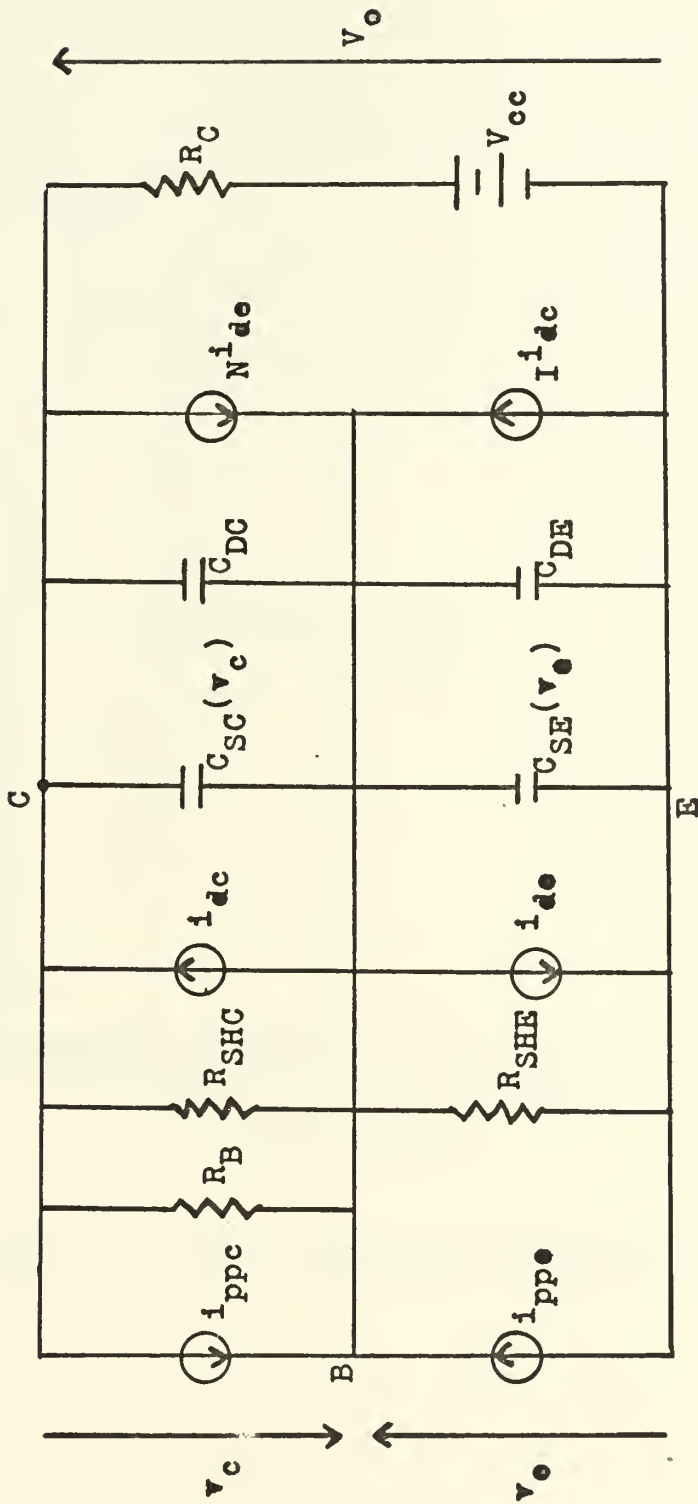 C
B
E
v_c
v_e
i_ppc
i_ppe
R_B
R_SHC
R_SHE
i_dc
i_de
C_SC(v_c)
C_SE(v_e)
C_DC
C_DE
N^i_de
I^i_dc
R_C
V_cc
V_o